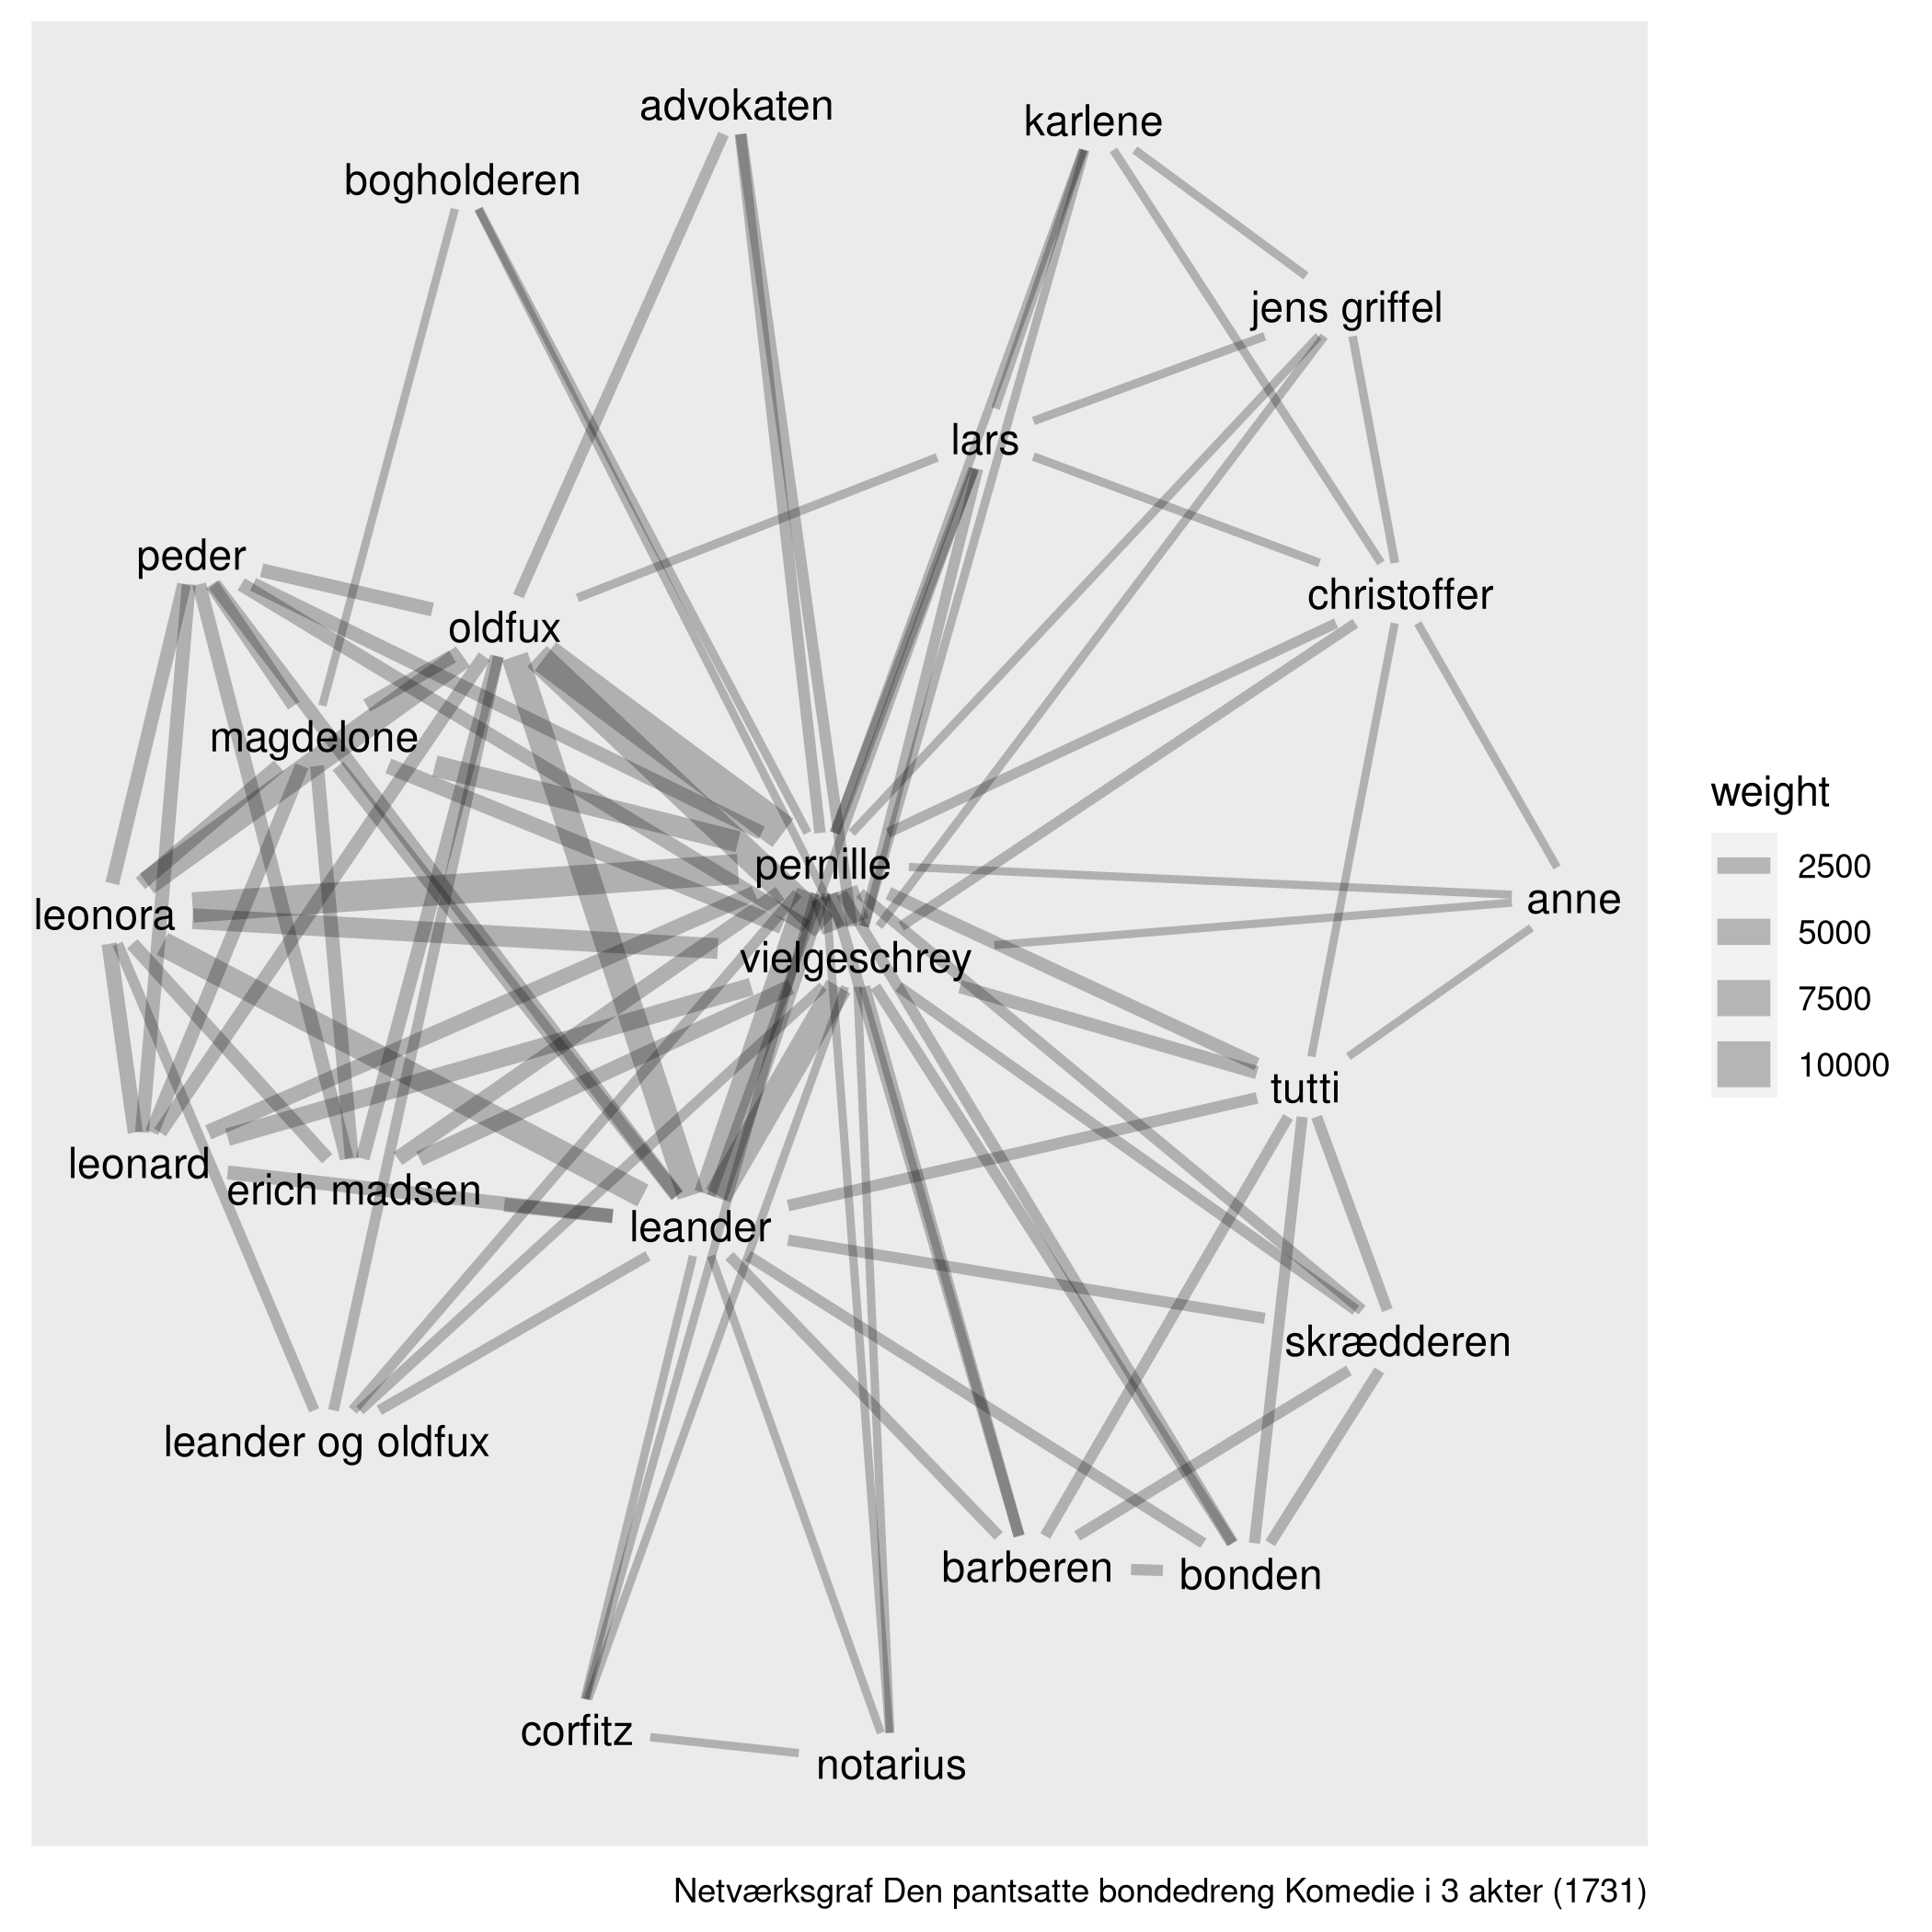 advokaten
karlene
bogholderen
jens griffel
lars
peder
christoffer
oldfux
magdelone
pernille
leonora
anne
vielgeschrey
tutti
leonard
erich madsen
leander
skrædderen
leander og oldfux
barberen
bonden
corfitz
notarius
weight
2500
5000
7500
10000
Netværksgraf Den pantsatte bondedreng Komedie i 3 akter (1731)